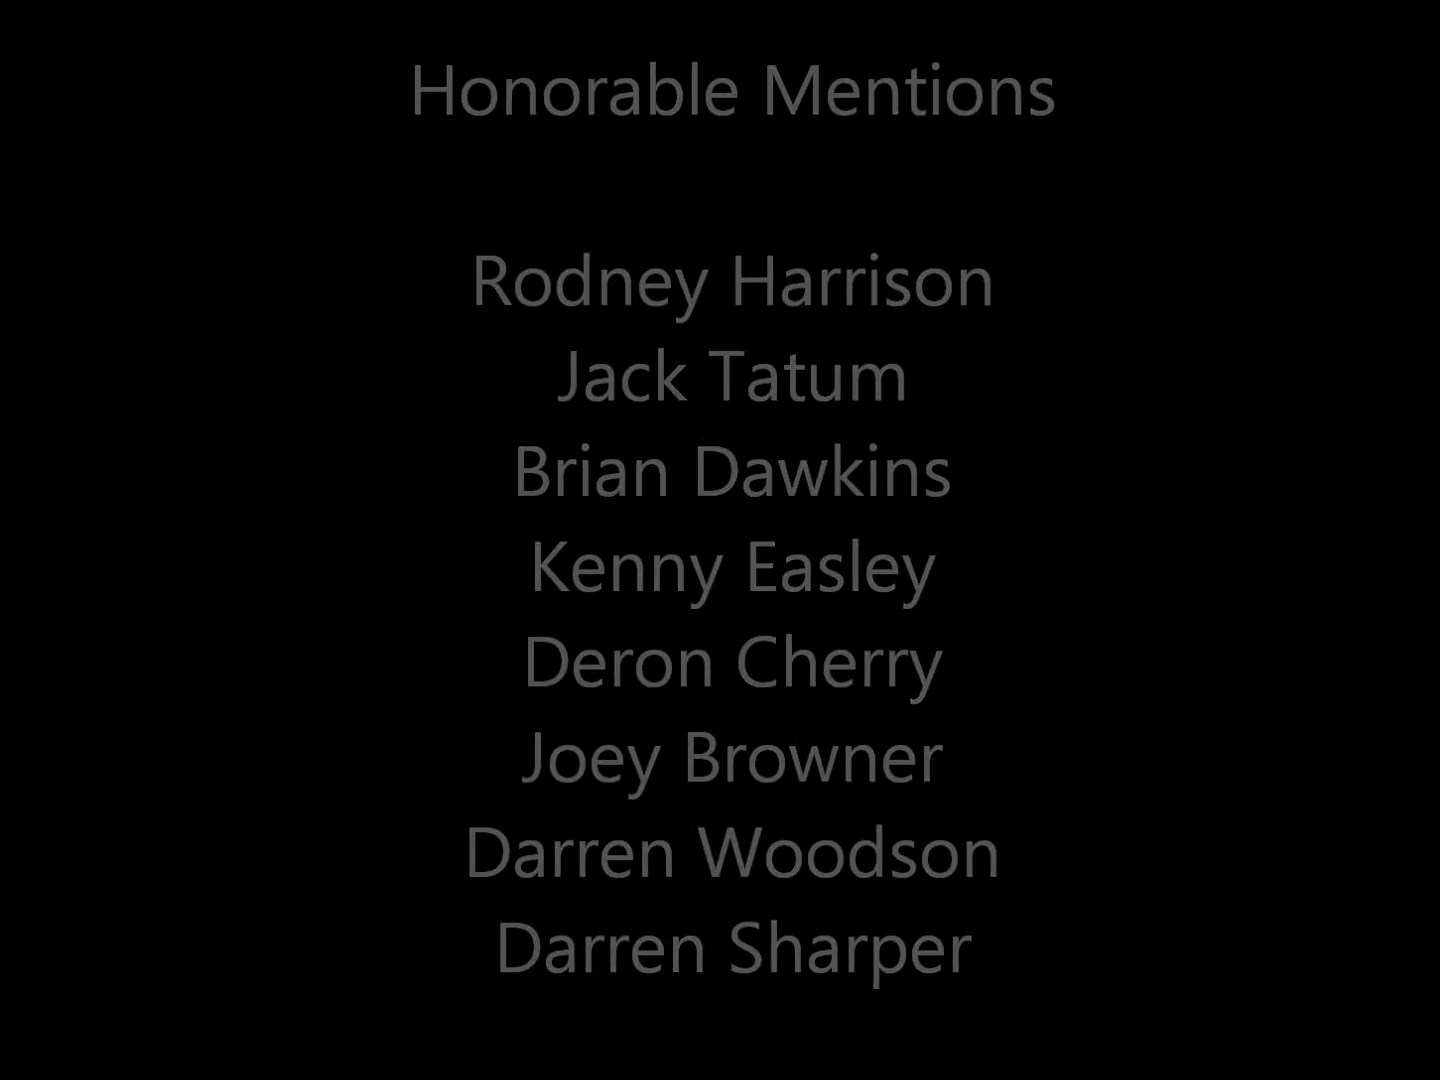 Honorable Mentions
Rodney Harrison
Jack Tatum
Brian Dawkins
Kenny Easley
Deron Cherry
Joey Browner
Darren Woodson
Darren Sharper